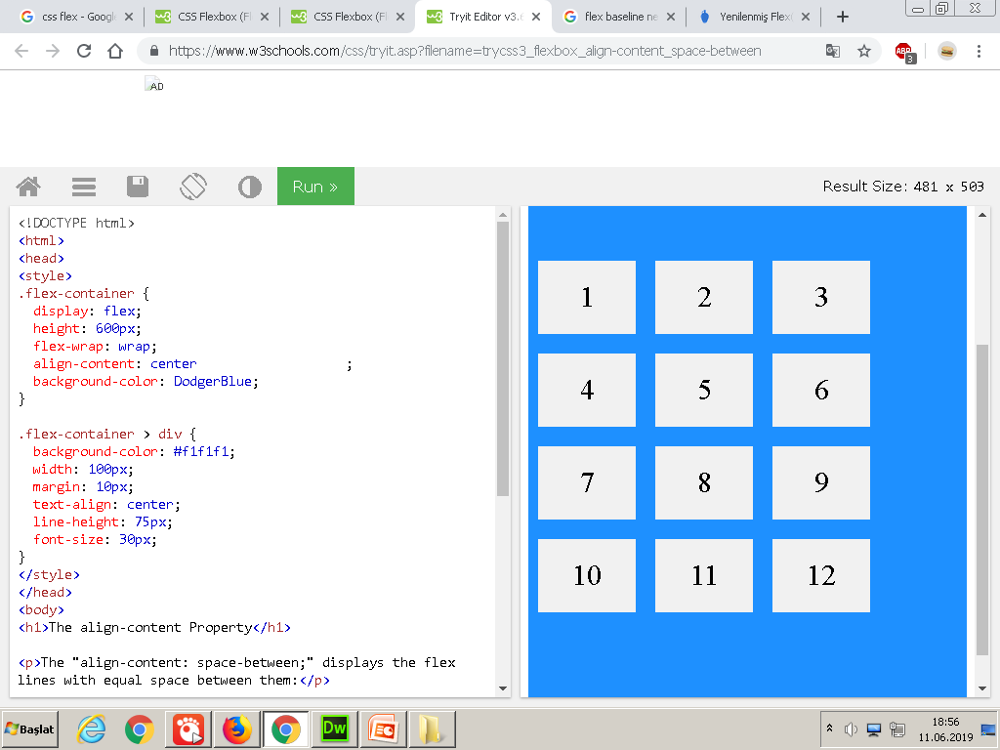 css flex - Googl
CSS Flexbox (Fl
CSS Flexbox (Fl
Tryit Editor v3.6
flex baseline ne
Yenilenmiş Flex
https://www.w3schools.com/css/tryit.asp?filename=trycss3_flexbox_align-content_space-between
ABP
3
AD
Run »
Result Size: 481 x 503
<!DOCTYPE html>
<html>
<head>
<style>
.flex-container {
  display: flex;
  height: 600px;
  flex-wrap: wrap;
  align-content: center                   ;
  background-color: DodgerBlue;
}

.flex-container > div {
  background-color: #f1f1f1;
  width: 100px;
  margin: 10px;
  text-align: center;
  line-height: 75px;
  font-size: 30px;
}
</style>
</head>
<body>
<h1>The align-content Property</h1>

<p>The "align-content: space-between;" displays the flex
lines with equal space between them:</p>
1 2 3
4 5 6
7 8 9
10 11 12
Başlat
Dw
18:56
11.06.2019